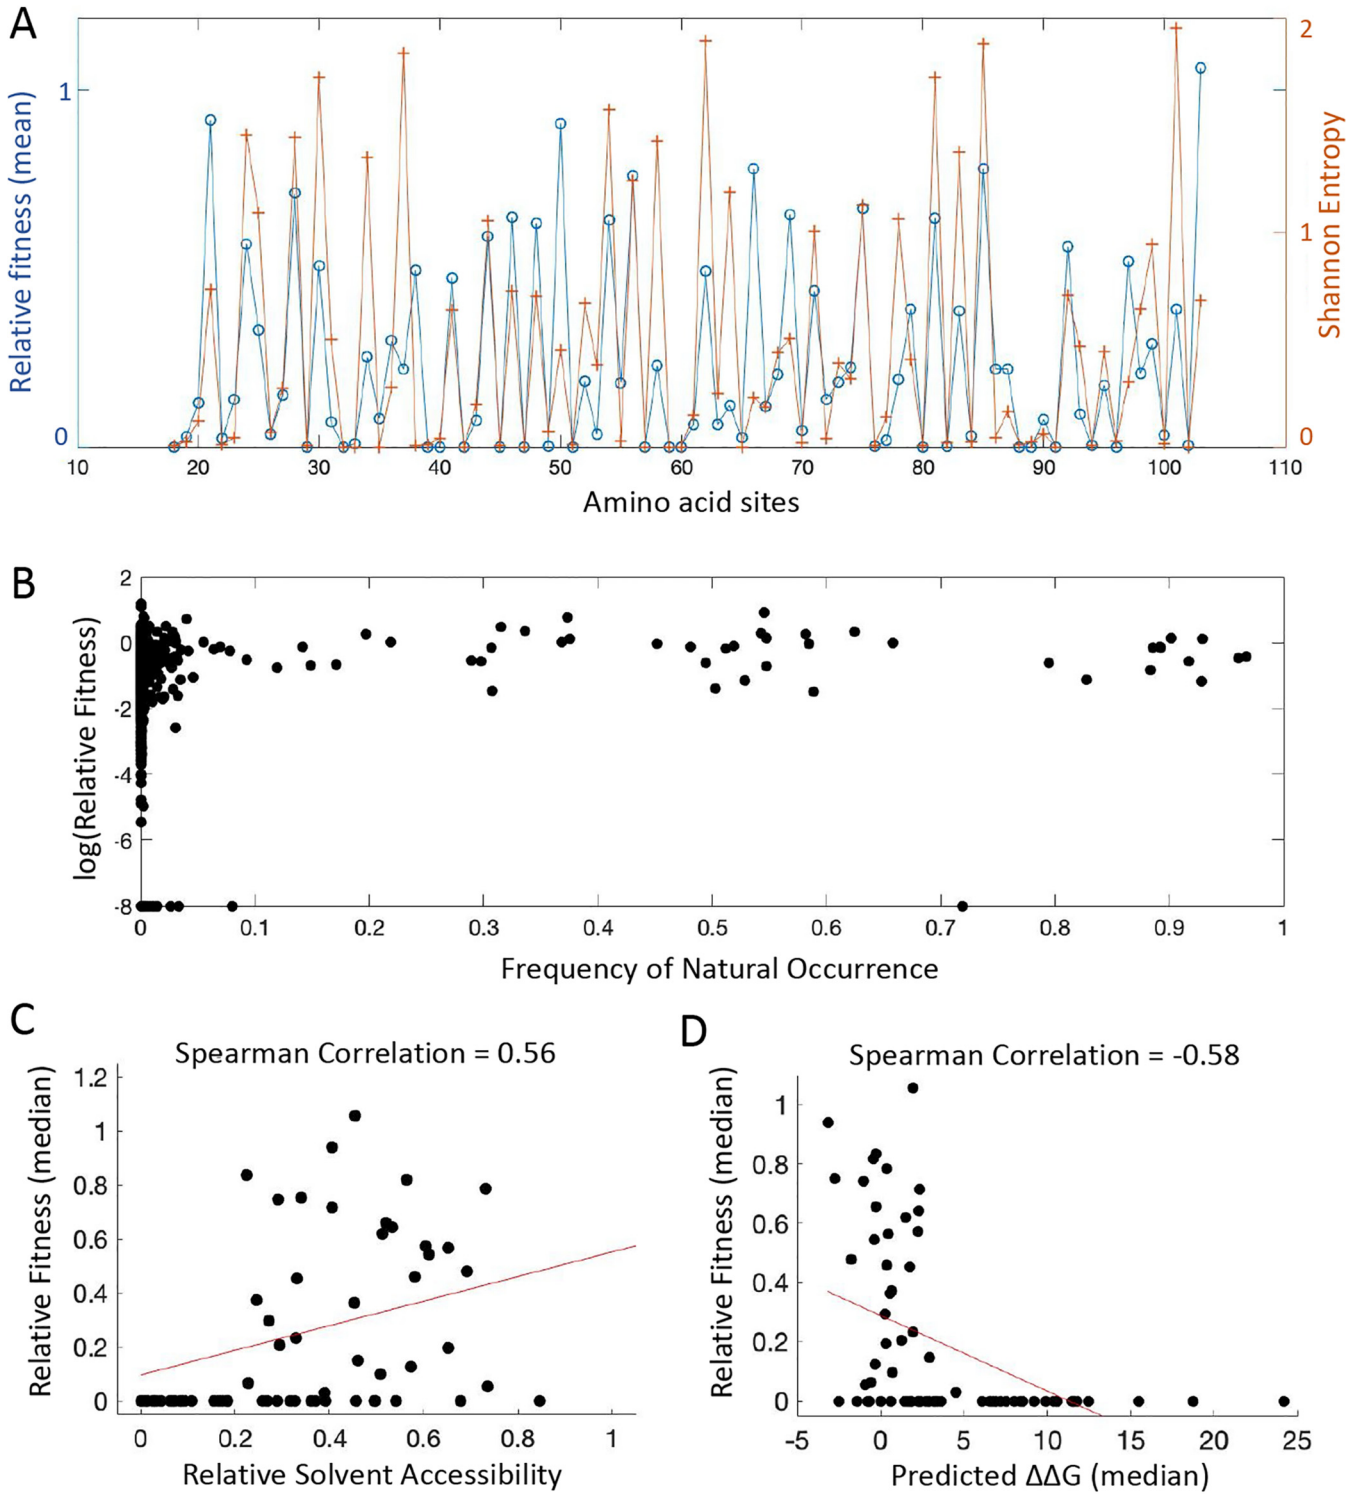 A
Relative fitness (mean)
1
0
2
1
0
Shannon Entropy
10 20 30 40 50 60 70 80 90 100 110
Amino acid sites
B
log(Relative Fitness)
2
0
-2
-4
-6
-8
0 0.1 0.2 0.3 0.4 0.5 0.6 0.7 0.8 0.9 1
Frequency of Natural Occurrence
C
Spearman Correlation = 0.56
Relative Fitness (median)
1.2
1
0.8
0.6
0.4
0.2
0
0 0.2 0.4 0.6 0.8 1
Relative Solvent Accessibility
D
Spearman Correlation = -0.58
Relative Fitness (median)
1
0.8
0.6
0.4
0.2
0
-5 0 5 10 15 20 25
Predicted ΔΔG (median)